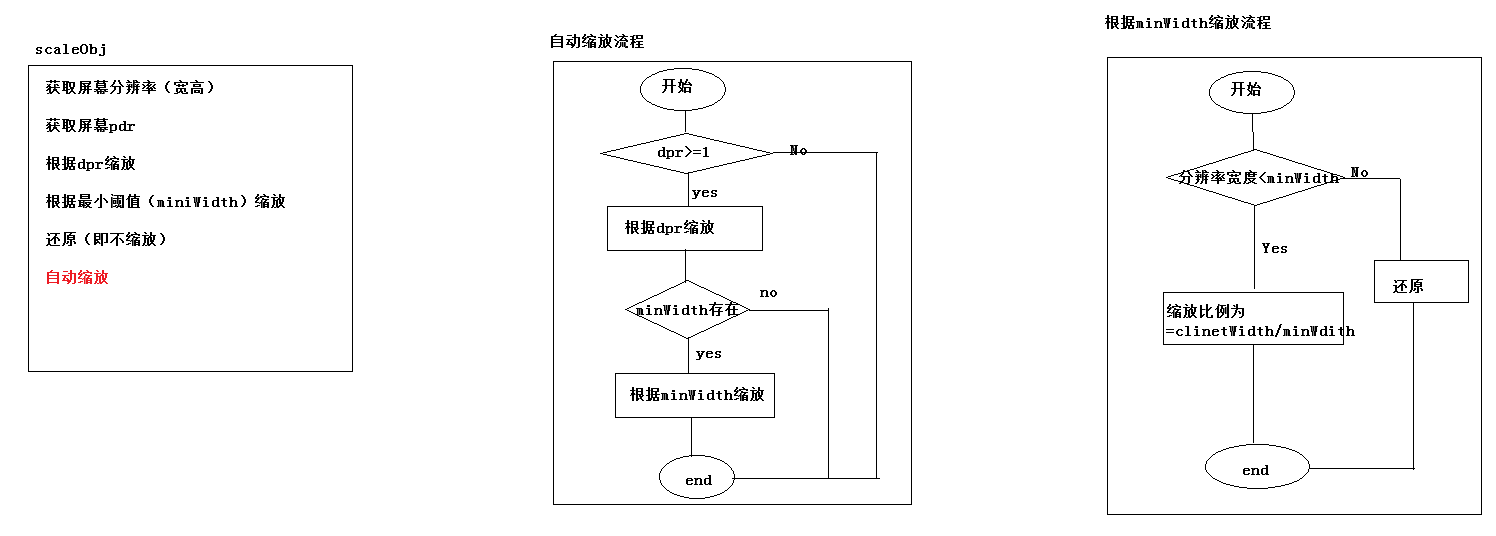 scaleObj
获取屏幕分辨率（宽高）
获取屏幕pdr
根据dpr缩放
根据最小阈值（miniWidth）缩放
还原（即不缩放）
自动缩放
自动缩放流程
开始
dpr>=1
No
yes
根据dpr缩放
minWidth存在
no
yes
根据minWidth缩放
end
根据minWidth缩放流程
开始
分辨率宽度<minWidth
No
Yes
还原
缩放比例为
=clinetWidth/minWdith
end